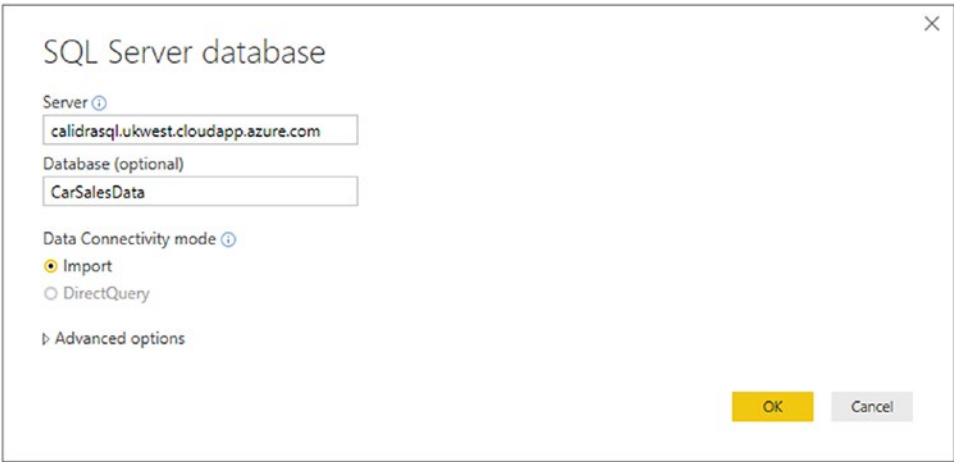 SQL Server database
Server
calidrasql.ukwest.cloudapp.azure.com
Database (optional)
CarSalesData
Data Connectivity mode
Import
DirectQuery
Advanced options
OK Cancel